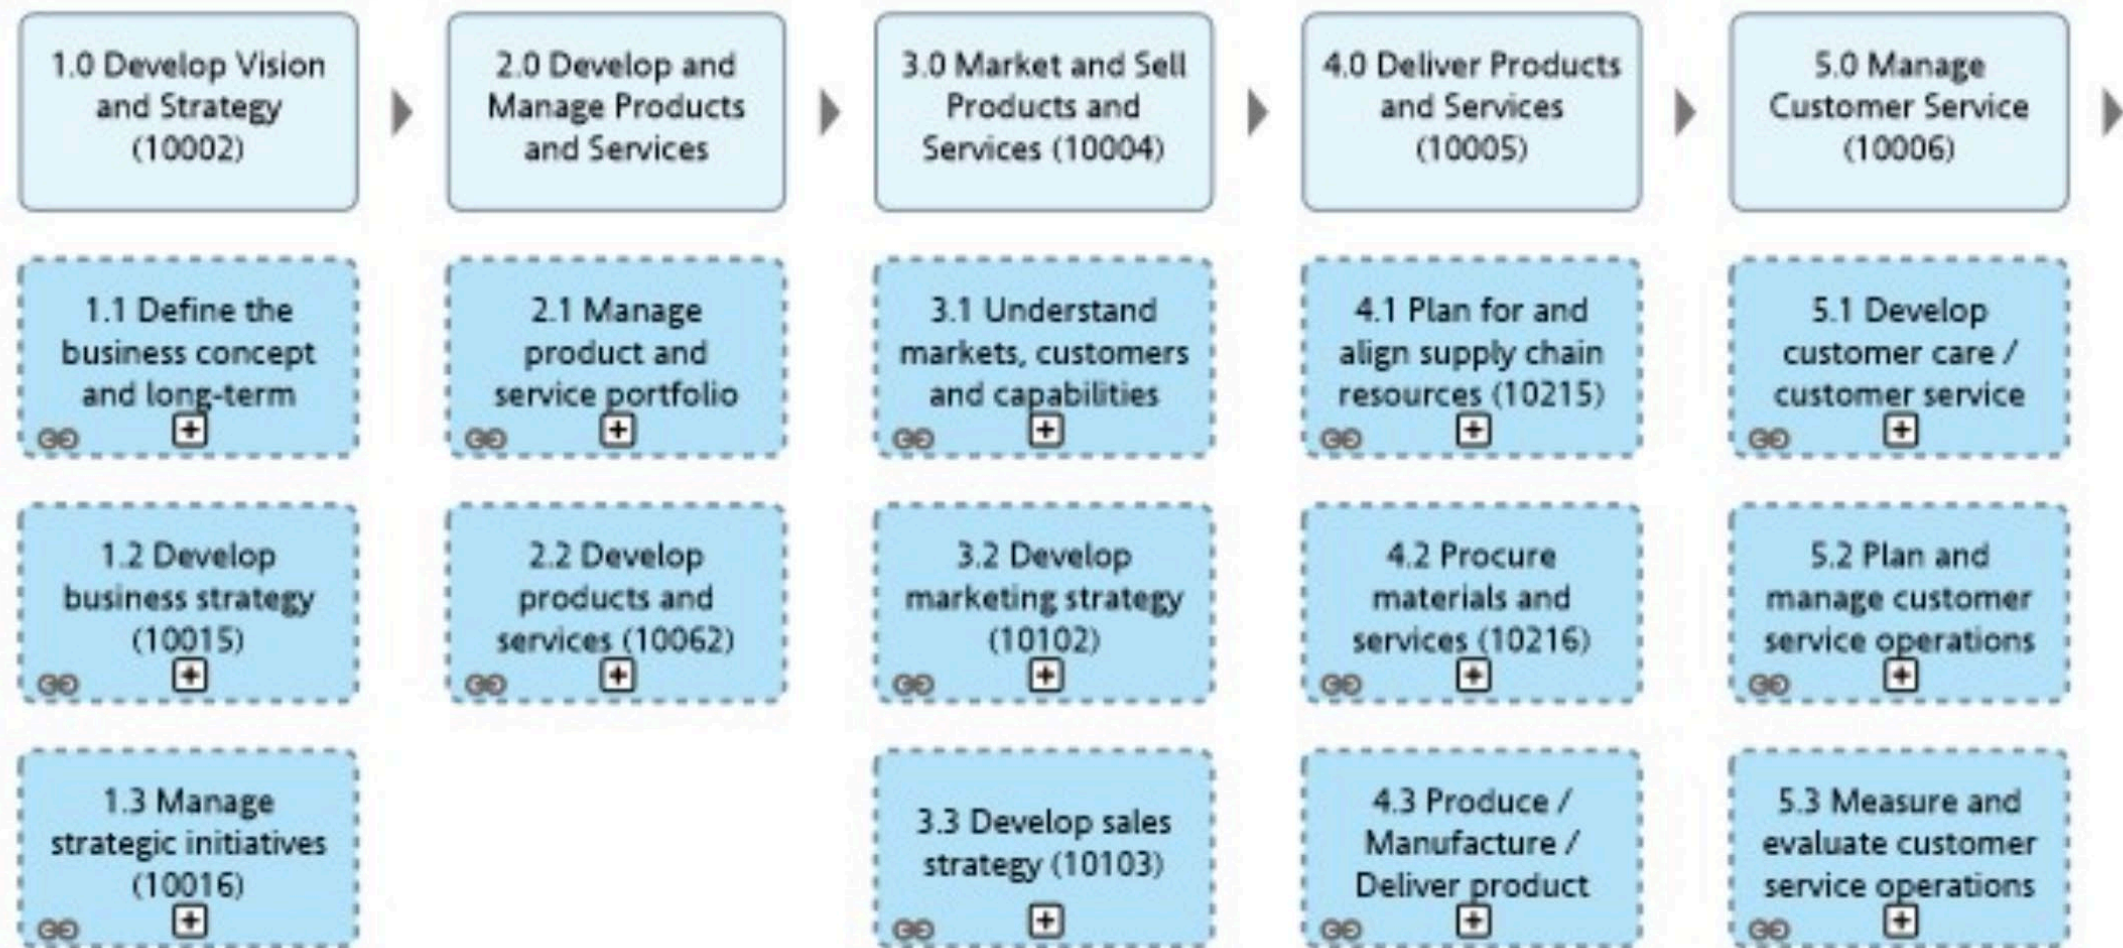 1.0 Develop Vision
and Strategy
(10002)
2.0 Develop and
Manage Products
and Services
3.0 Market and Sell
Products and
Services (10004)
4.0 Deliver Products
and Services
(10005)
5.0 Manage
Customer Service
(10006)
1.1 Define the
business concept
and long-term
2.1 Manage
product and
service portfolio
3.1 Understand
markets, customers
and capabilities
4.1 Plan for and
align supply chain
resources (10215)
5.1 Develop
customer care /
customer service
1.2 Develop
business strategy
(10015)
2.2 Develop
products and
services (10062)
3.2 Develop
marketing strategy
(10102)
4.2 Procure
materials and
services (10216)
5.2 Plan and
manage customer
service operations
1.3 Manage
strategic initiatives
(10016)
3.3 Develop sales
strategy (10103)
4.3 Produce /
Manufacture /
Deliver product
5.3 Measure and
evaluate customer
service operations